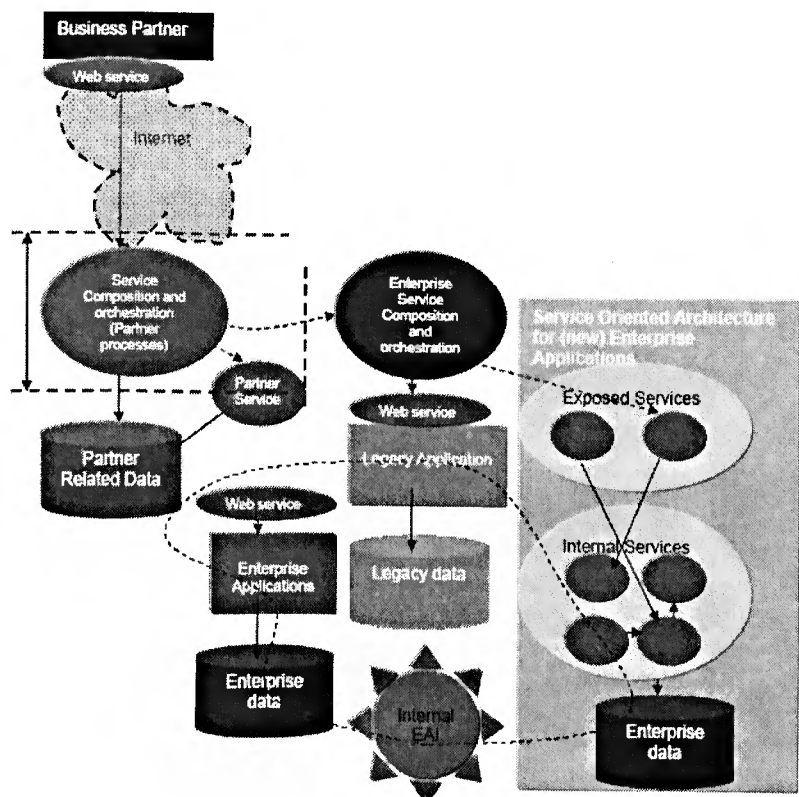 Business Partner
Web service
Internet
Service
Composition and
orchestration
(Partner
processes)
Enterprise
Service
Composition
and
orchestration
Service Oriented Architecture
for (new) Enterprise
Applications
Partner
Service
Exposed Services
Web service
Partner
Related Data
Legacy Application
Web service
Internal Services
Enterprise
Applications
Legacy data
Enterprise
data
Internal
EAI
Enterprise
data